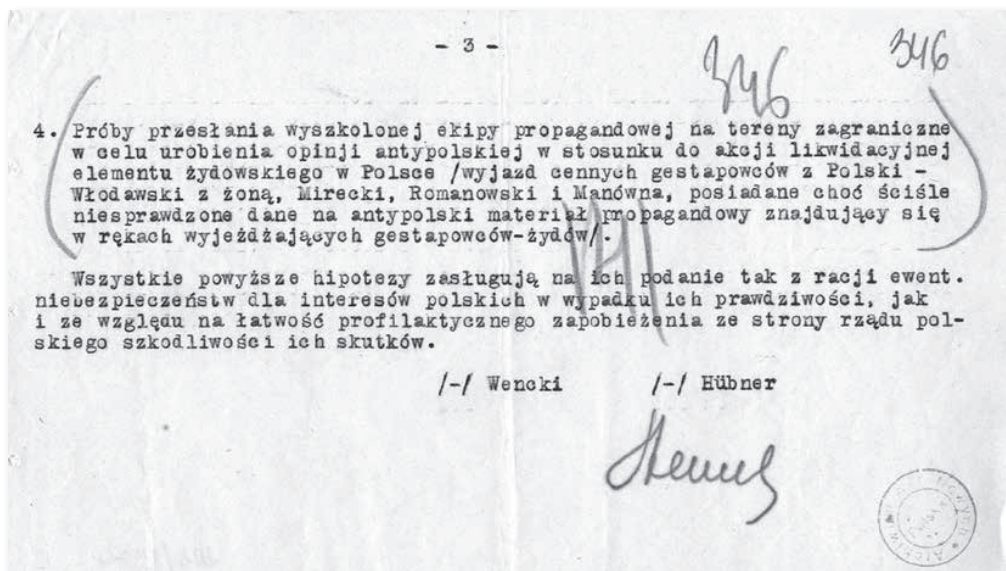 - 3 -
346
346
4. Próby przesłania wyszkolonej ekipy propagandowej na tereny zagraniczne
w celu urobienia opinji antypolskiej w stosunku do akcji likwidacyjnej
elementu żydowskiego w Polsce /wyjazd cennych gestapowców z Polski -
Włodawski z żoną, Mirecki, Romanowski i Manówna, posiadane choć ściśle
niesprawdzone dane na antypolski materiał propagandowy znajdujący się
w rękach wyjeżdżających gestapowców-żydów/.
Wszystkie powyższe hipotezy zasługują na ich podanie tak z racji ewent.
niebezpieczeństw dla interesów polskich w wypadku ich prawdziwości, jak
i ze względu na łatwość profilaktycznego zapobieżenia ze strony rządu pol-
skiego szkodliwości ich skutków.
/-/ Wencki /-/ Hübner